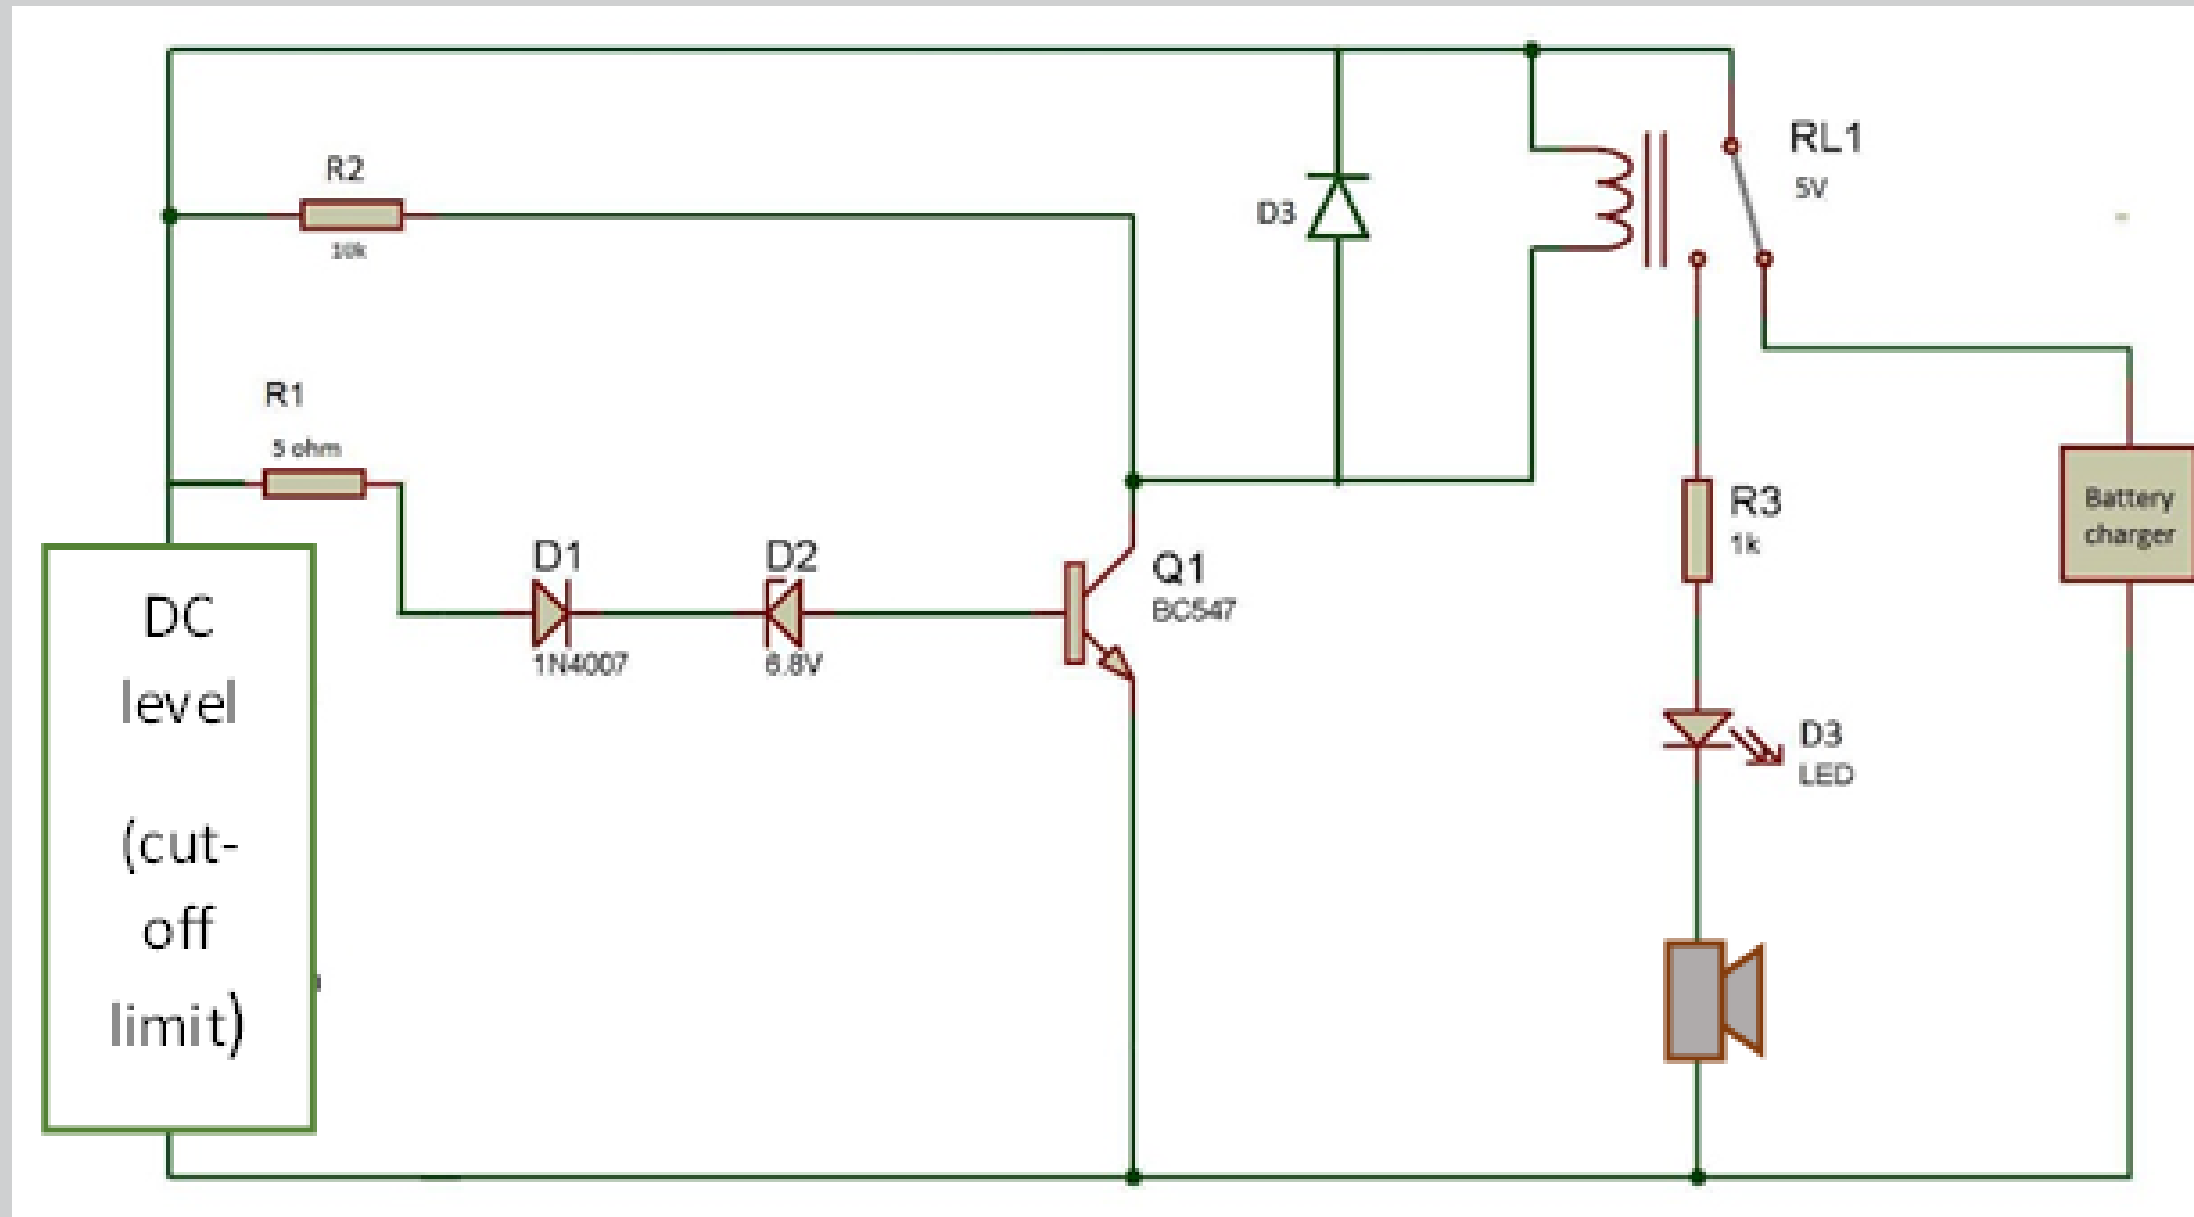 RL1
5V
R2
10k
D3
R1
5 ohm
D1
D2
1N4007
6.8V
Q1
BC547
R3
1k
Battery
charger
D3
LED
DC
level
(cut-
off
limit)